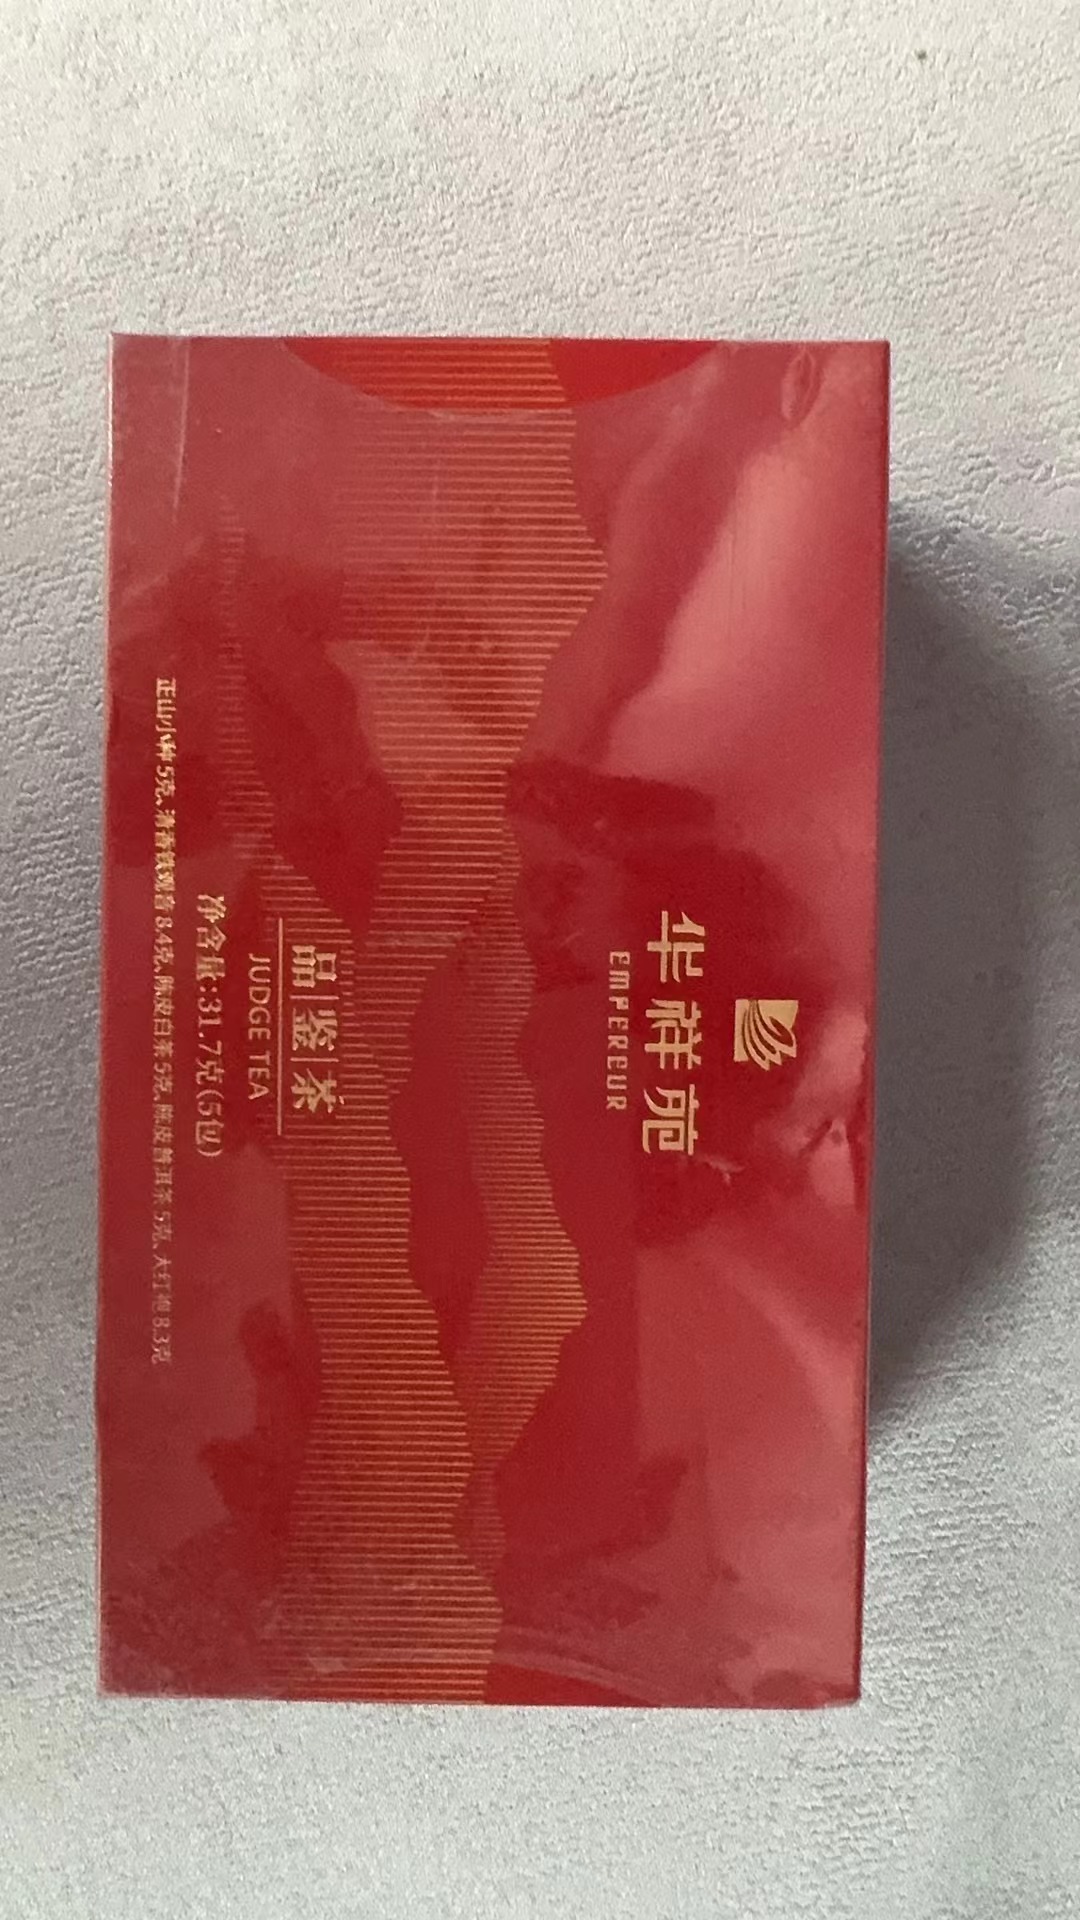 华祥苑
EMPEREUR
品|鉴|茶
JUDGE TEA
净含量:31.7克(5包)
正山小种5克、清香铁观音8.4克、陈皮白茶5克、陈皮普洱茶5克、大红袍8.3克